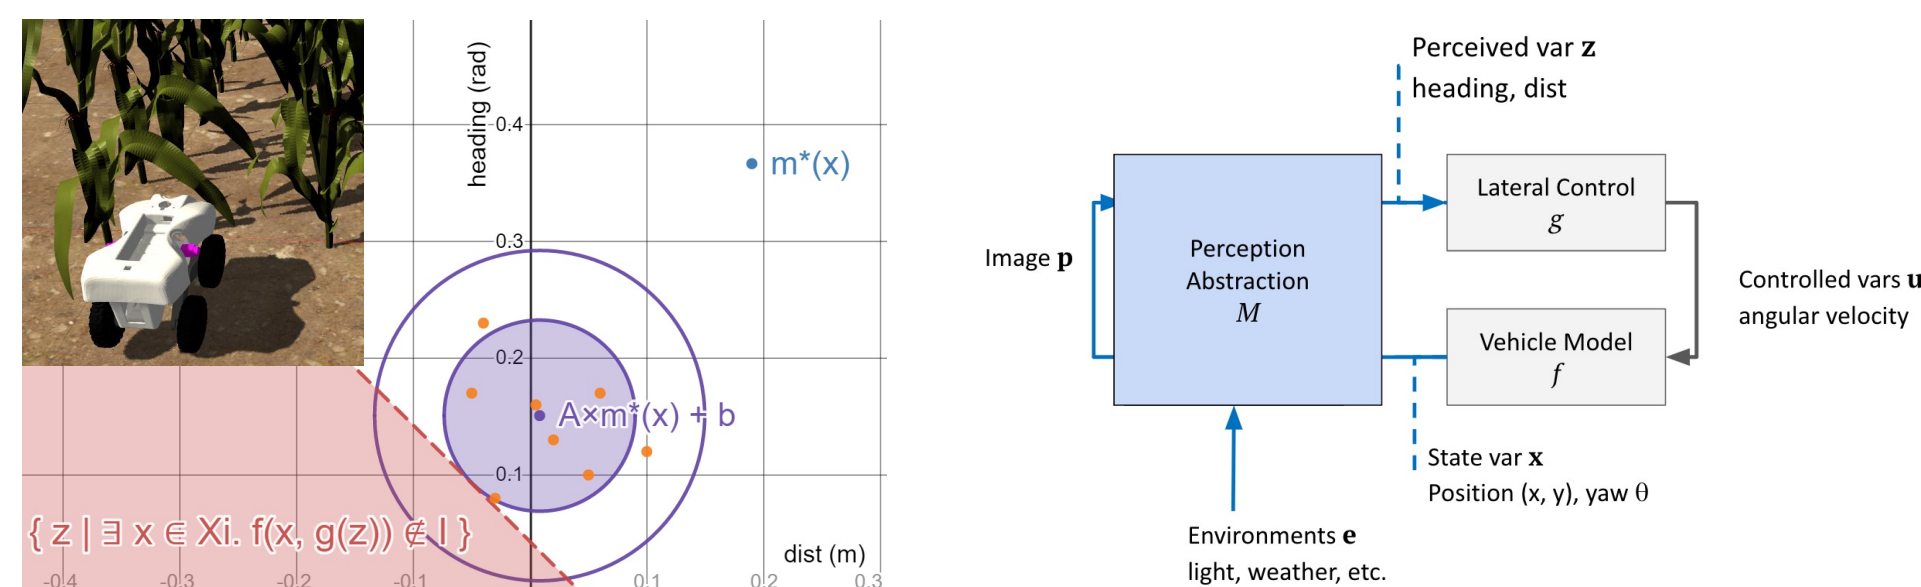 heading (rad)
0.4
m*(x)
0.3
0.2
A×m*(x) + b
0.1
{ z | ∃ x ∈ Xi. f(x, g(z)) ∉ I }
dist (m)
-0.4
-0.3
-0.2
-0.1
0.1
0.2
0.3
Perceived var z
heading, dist
Lateral Control
g
Image p
Perception
Abstraction
M
Controlled vars u
angular velocity
Vehicle Model
f
State var x
Position (x, y), yaw θ
Environments e
light, weather, etc.